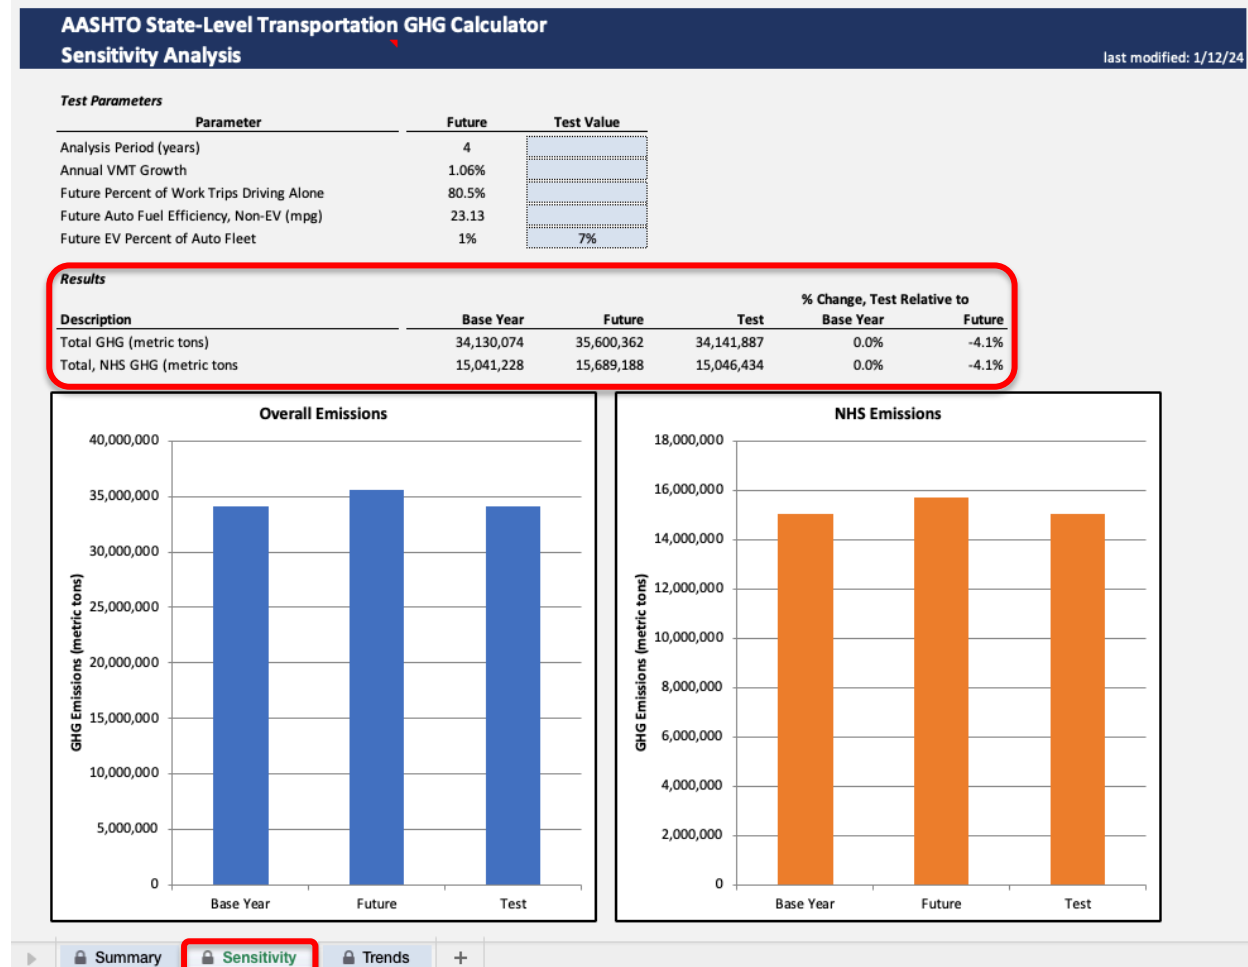 AASHTO State-Level Transportation GHG Calculator
Sensitivity Analysis
last modified: 1/12/24
Test Parameters
Parameter Future Test Value
Analysis Period (years) 4
Annual VMT Growth 1.06%
Future Percent of Work Trips Driving Alone 80.5%
Future Auto Fuel Efficiency, Non-EV (mpg) 23.13
Future EV Percent of Auto Fleet 1% 7%
Results
% Change, Test Relative to
Description Base Year Future Test Base Year Future
Total GHG (metric tons) 34,130,074 35,600,362 34,141,887 0.0% -4.1%
Total, NHS GHG (metric tons 15,041,228 15,689,188 15,046,434 0.0% -4.1%
Overall Emissions
GHG Emissions (metric tons)
40,000,000
35,000,000
30,000,000
25,000,000
20,000,000
15,000,000
10,000,000
5,000,000
0
Base Year Future Test
NHS Emissions
GHG Emissions (metric tons)
18,000,000
16,000,000
14,000,000
12,000,000
10,000,000
8,000,000
6,000,000
4,000,000
2,000,000
0
Base Year Future Test
Summary Sensitivity Trends +